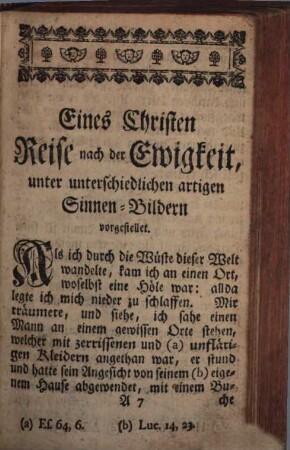 Eines Christen
Reise nach der Ewigkeit,
unter unterschiedlichen artigen
Sinnen-Bildern
vorgestellet.
Als ich durch die Wüste dieser Welt
wandelte, kam ich an einen Ort,
woselbst eine Höle war: allda
legte ich mich nieder zu schlaffen. Mir
träumere, und siehe, ich sahe einen
Mann an einem gewissen Orte stehen,
welcher mit zerrissenen und (a) unfläri-
gen Kleidern angethan war, er stund
und hatte sein Angesicht von seinem (b) eige-
nem Hause abgewendet, mit einem Bu-
A 7 che
(a) Es. 64, 6. (b) Luc. 14, 23.